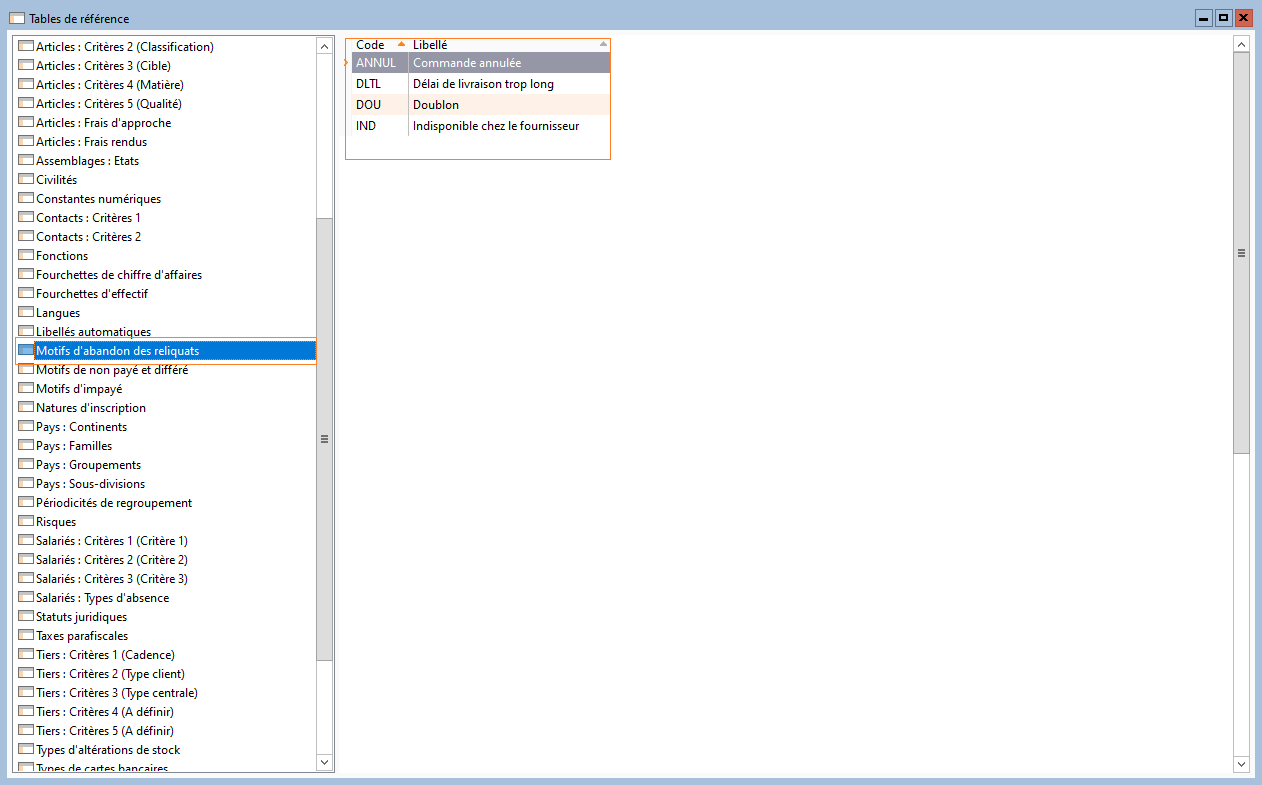 Tables de référence
Articles : Critères 2 (Classification)
Articles : Critères 3 (Cible)
Articles : Critères 4 (Matière)
Articles : Critères 5 (Qualité)
Articles : Frais d'approche
Articles : Frais rendus
Assemblages : Etats
Civilités
Constantes numériques
Contacts : Critères 1
Contacts : Critères 2
Fonctions
Fourchettes de chiffre d'affaires
Fourchettes d'effectif
Langues
Libellés automatiques
Motifs d'abandon des reliquats
Motifs de non payé et différé
Motifs d'impayé
Natures d'inscription
Pays : Continents
Pays : Familles
Pays : Groupements
Pays : Sous-divisions
Périodicités de regroupement
Risques
Salariés : Critères 1 (Critère 1)
Salariés : Critères 2 (Critère 2)
Salariés : Critères 3 (Critère 3)
Salariés : Types d'absence
Statuts juridiques
Taxes parafiscales
Tiers : Critères 1 (Cadence)
Tiers : Critères 2 (Type client)
Tiers : Critères 3 (Type centrale)
Tiers : Critères 4 (A définir)
Tiers : Critères 5 (A définir)
Types d'altérations de stock
Types de cartes bancaires
Code Libellé
ANNUL Commande annulée
DLTL Délai de livraison trop long
DOU Doublon
IND Indisponible chez le fournisseur